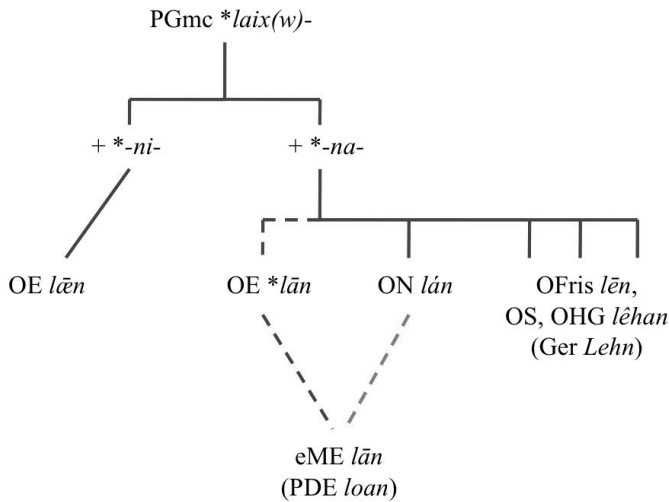 PGmc *laix(w)-
+ *-ni-
+ *-na-
OE lǣn
OE *lān
ON lán
OFris lēn,
OS, OHG lêhan
(Ger Lehn)
eME lān
(PDE loan)